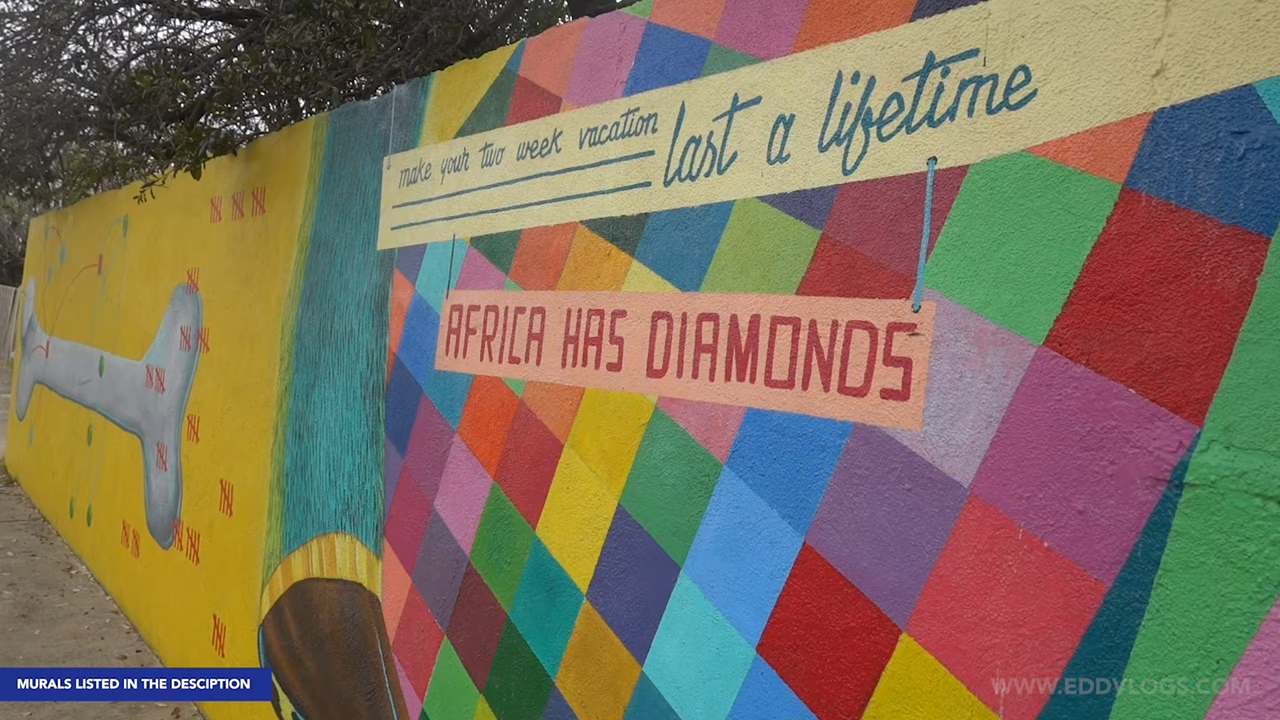 make your two week vacation last a lifetime
AFRICA HAS DIAMONDS
MURALS LISTED IN THE DESCIPTION
WWW.EDDYLOGS.COM